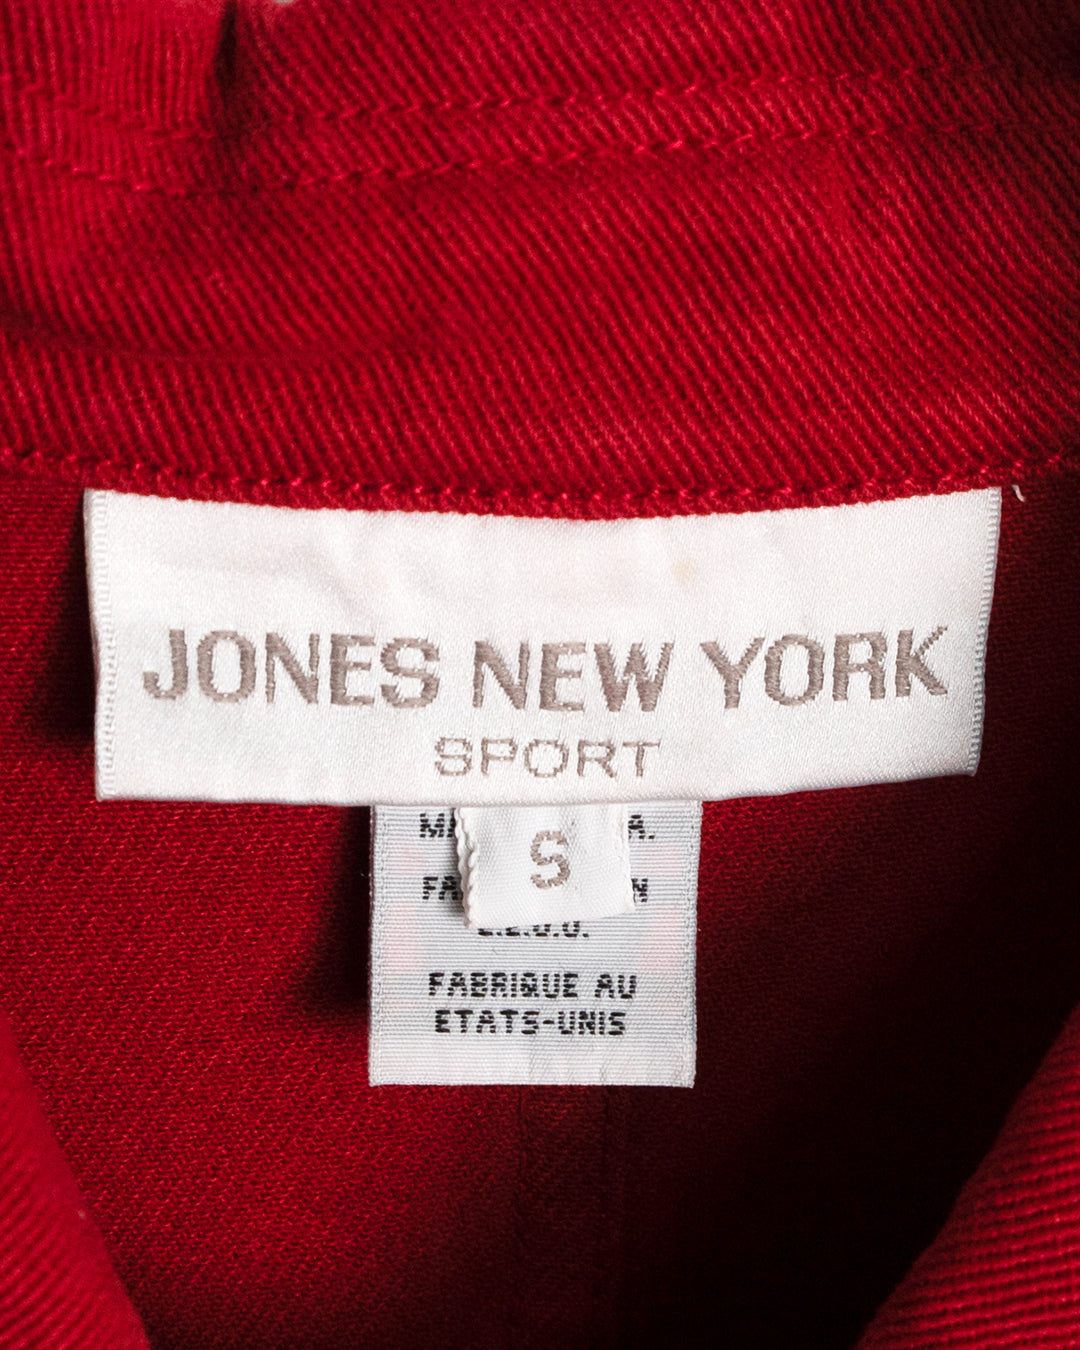 JONES NEW YORK
SPORT
S
E.E.U.U.
FABRIQUE AU
ETATS-UNIS